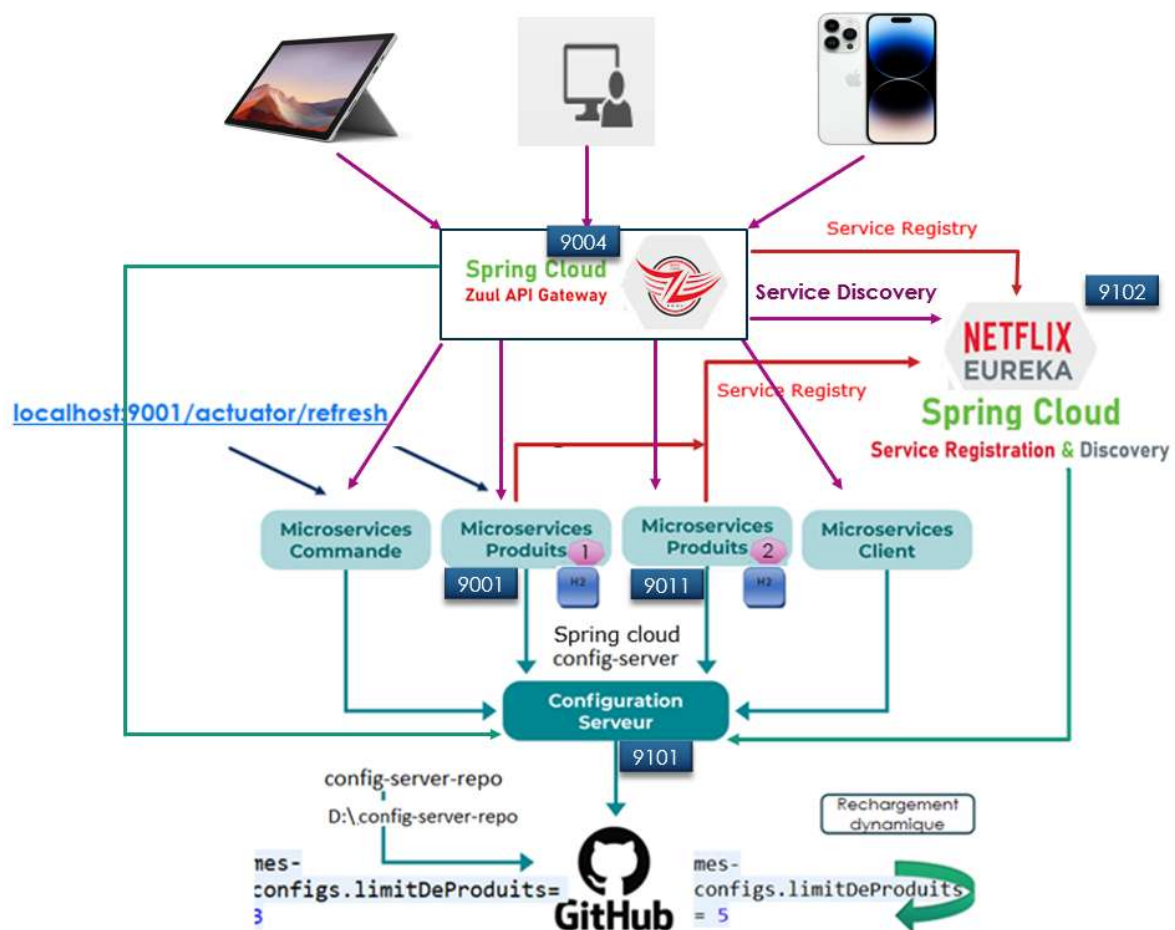 9004
Spring Cloud
Zuul API Gateway
Service Registry
Service Discovery
9102
NETFLIX
EUREKA
Spring Cloud
Service Registration & Discovery
Service Registry
localhost:9001/actuator/refresh
Microservices
Commande
Microservices
Produits
1
H2
9001
Microservices
Produits
2
H2
9011
Microservices
Client
Spring cloud
config-server
Configuration
Serveur
9101
config-server-repo
D:\config-server-repo
Rechargement
dynamique
mes-
configs.limitDeProduits=
3
GitHub
mes-
configs.limitDeProduits
= 5